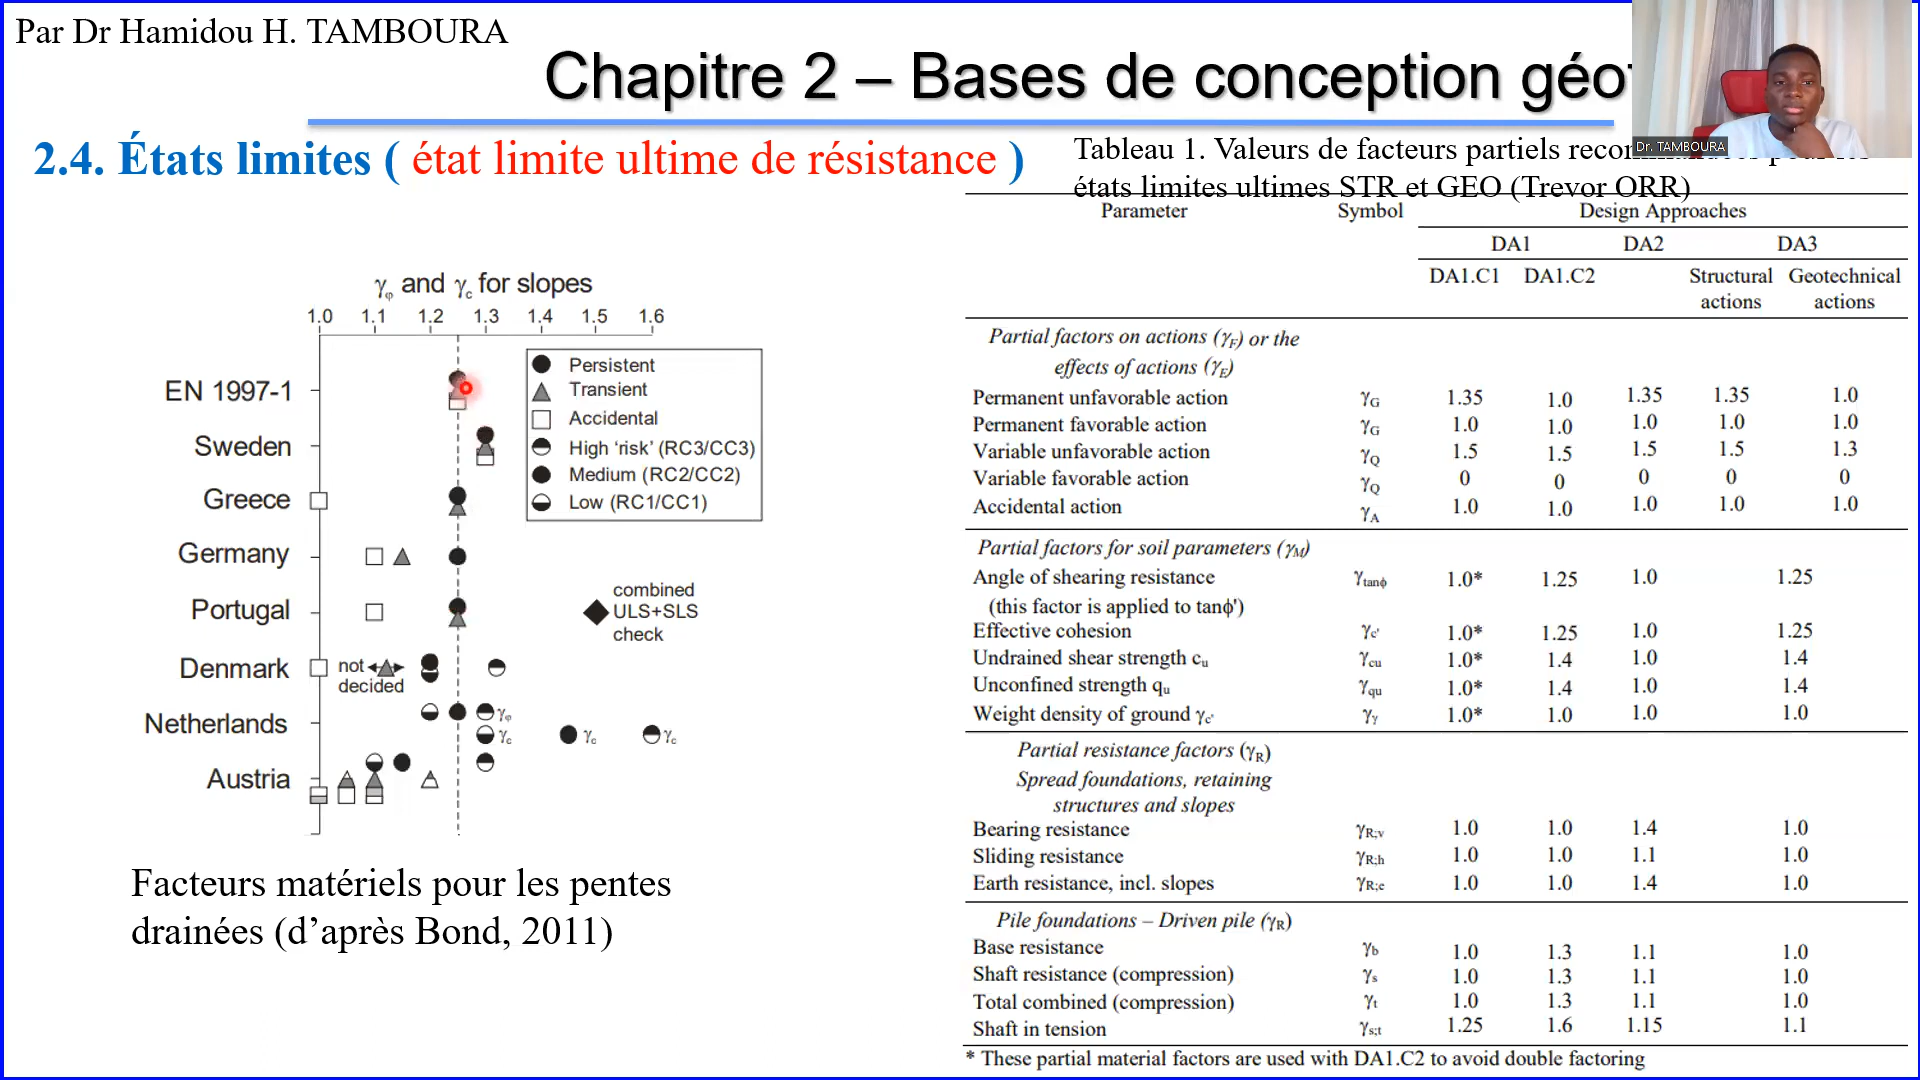 Par Dr Hamidou H. TAMBOURA
Chapitre 2 – Bases de conception
Dr. TAMBOURA
2.4. États limites ( état limite ultime de résistance )
γφ and γc for slopes
1.0 1.1 1.2 1.3 1.4 1.5 1.6
Persistent
Transient
Accidental
High ‘risk’ (RC3/CC3)
Medium (RC2/CC2)
Low (RC1/CC1)
EN 1997-1
Sweden
Greece
Germany
Portugal
combined
ULS+SLS
check
Denmark
not
decided
Netherlands
γφ
γc γc γc
Austria
Facteurs matériels pour les pentes
drainées (d’après Bond, 2011)
Tableau 1. Valeurs de facteurs partiels
états limites ultimes STR et GEO (Trevor ORR)
Parameter Symbol Design Approaches
DA1 DA2 DA3
DA1.C1 DA1.C2 Structural Geotechnical
actions actions
Partial factors on actions (γF) or the
effects of actions (γE)
Permanent unfavorable action γG 1.35 1.0 1.35 1.35 1.0
Permanent favorable action γG 1.0 1.0 1.0 1.0 1.0
Variable unfavorable action γQ 1.5 1.5 1.5 1.5 1.3
Variable favorable action γQ 0 0 0 0 0
Accidental action γA 1.0 1.0 1.0 1.0 1.0
Partial factors for soil parameters (γM)
Angle of shearing resistance γtanϕ 1.0* 1.25 1.0 1.25
(this factor is applied to tanϕ')
Effective cohesion γc' 1.0* 1.25 1.0 1.25
Undrained shear strength cu γcu 1.0* 1.4 1.0 1.4
Unconfined strength qu γqu 1.0* 1.4 1.0 1.4
Weight density of ground γc' γγ 1.0* 1.0 1.0 1.0
Partial resistance factors (γR)
Spread foundations, retaining
structures and slopes
Bearing resistance γR;v 1.0 1.0 1.4 1.0
Sliding resistance γR;h 1.0 1.0 1.1 1.0
Earth resistance, incl. slopes γR;e 1.0 1.0 1.4 1.0
Pile foundations – Driven pile (γR)
Base resistance γb 1.0 1.3 1.1 1.0
Shaft resistance (compression) γs 1.0 1.3 1.1 1.0
Total combined (compression) γt 1.0 1.3 1.1 1.0
Shaft in tension γs;t 1.25 1.6 1.15 1.1
* These partial material factors are used with DA1.C2 to avoid double factoring